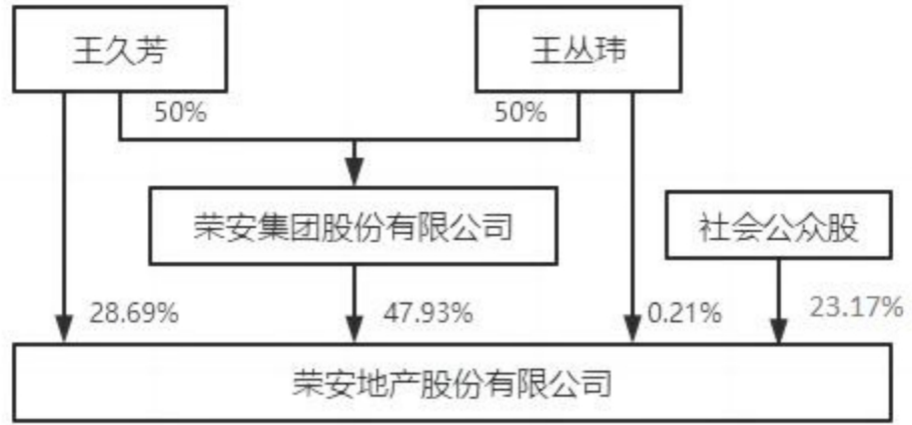 王久芳
王丛玮
50%
50%
荣安集团股份有限公司
社会公众股
28.69%
47.93%
0.21%
23.17%
荣安地产股份有限公司